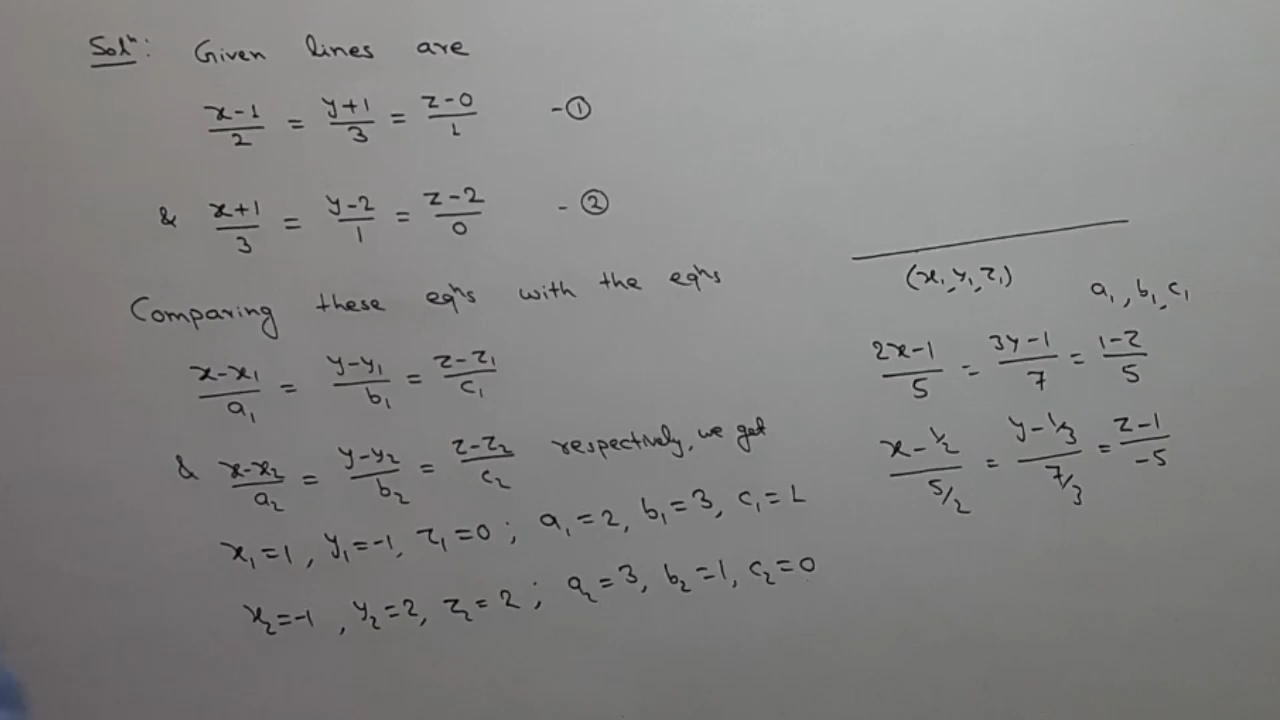 Solⁿ: Given lines are
(x-1)/2 = (y+1)/3 = (z-0)/1 -①
& (x+1)/3 = (y-2)/1 = (z-2)/0 -②
Comparing these eqⁿs with the eqⁿs
(x-x₁)/a₁ = (y-y₁)/b₁ = (z-z₁)/c₁
& (x-x₂)/a₂ = (y-y₂)/b₂ = (z-z₂)/c₂ respectively, we get
x₁=1, y₁=-1, z₁=0; a₁=2, b₁=3, c₁=1
x₂=-1, y₂=2, z₂=2; a₂=3, b₂=1, c₂=0
(x₁, y₁, z₁)
a₁, b₁, c₁
(2x-1)/5 = (3y-1)/7 = (1-z)/5
(x-1/2)/(5/2) = (y-1/3)/(7/3) = (z-1)/-5